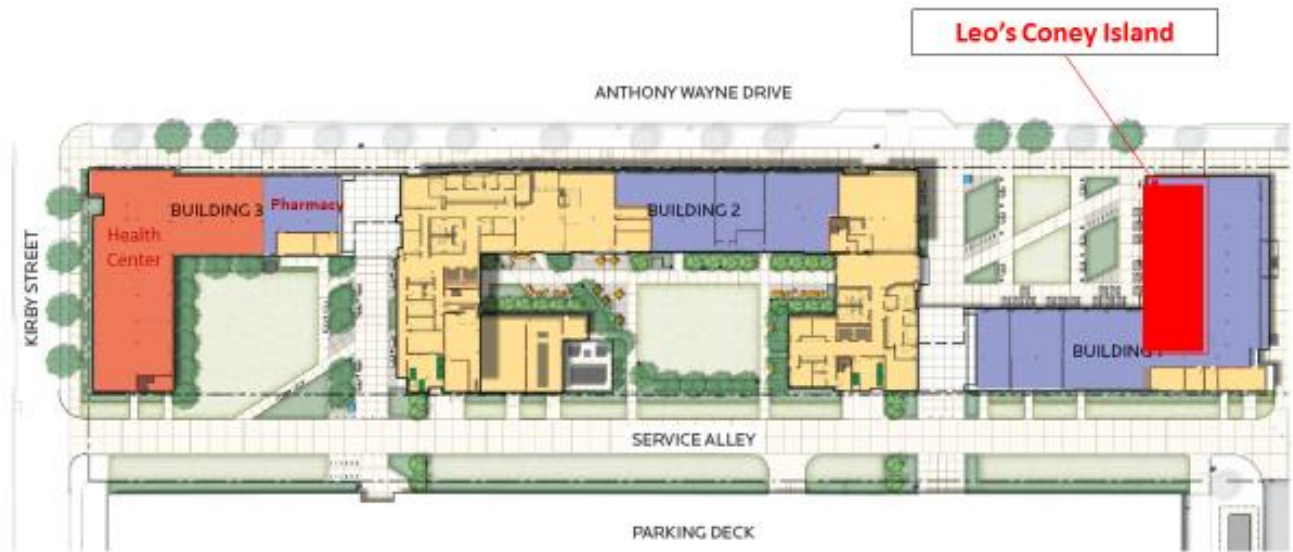 Leo's Coney Island
ANTHONY WAYNE DRIVE
KIRBY STREET
BUILDING 3
Pharmacy
Health
Center
BUILDING 2
BUILDING
SERVICE ALLEY
PARKING DECK